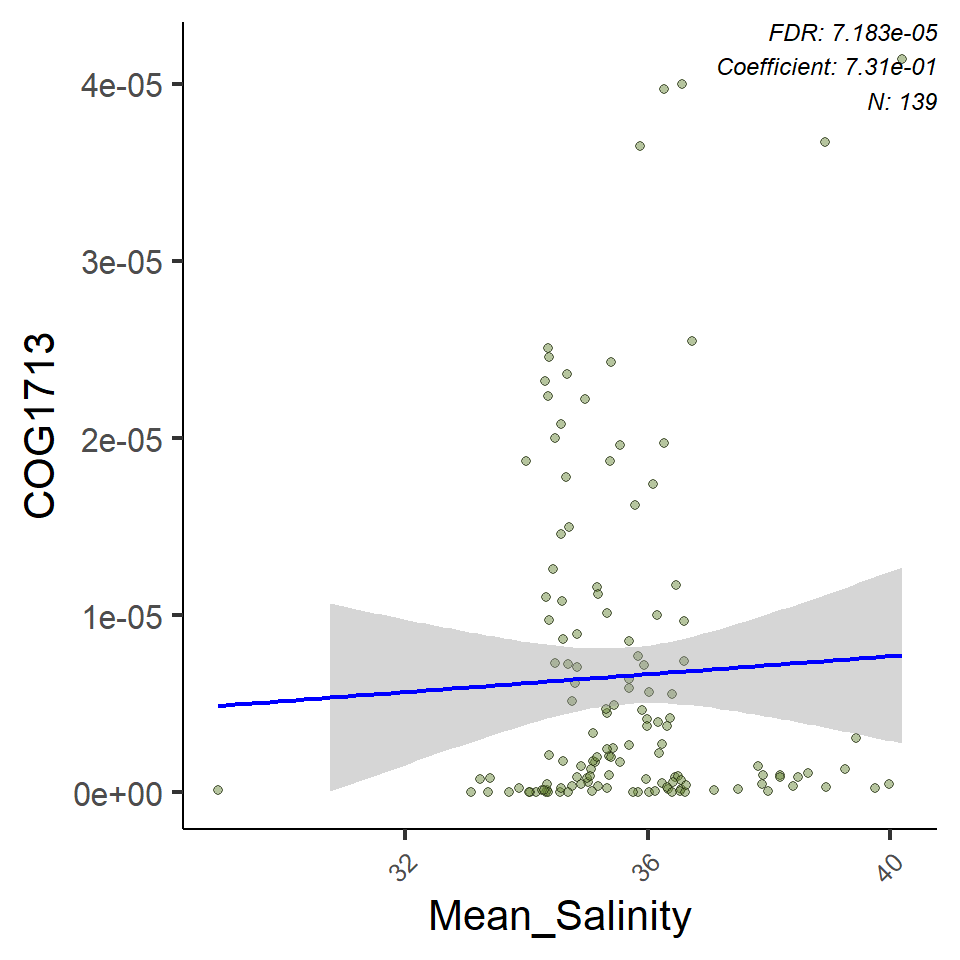 FDR: 7.183e-05
Coefficient: 7.31e-01
N: 139
4e-05
3e-05
2e-05
1e-05
0e+00
COG1713
32
36
40
Mean_Salinity